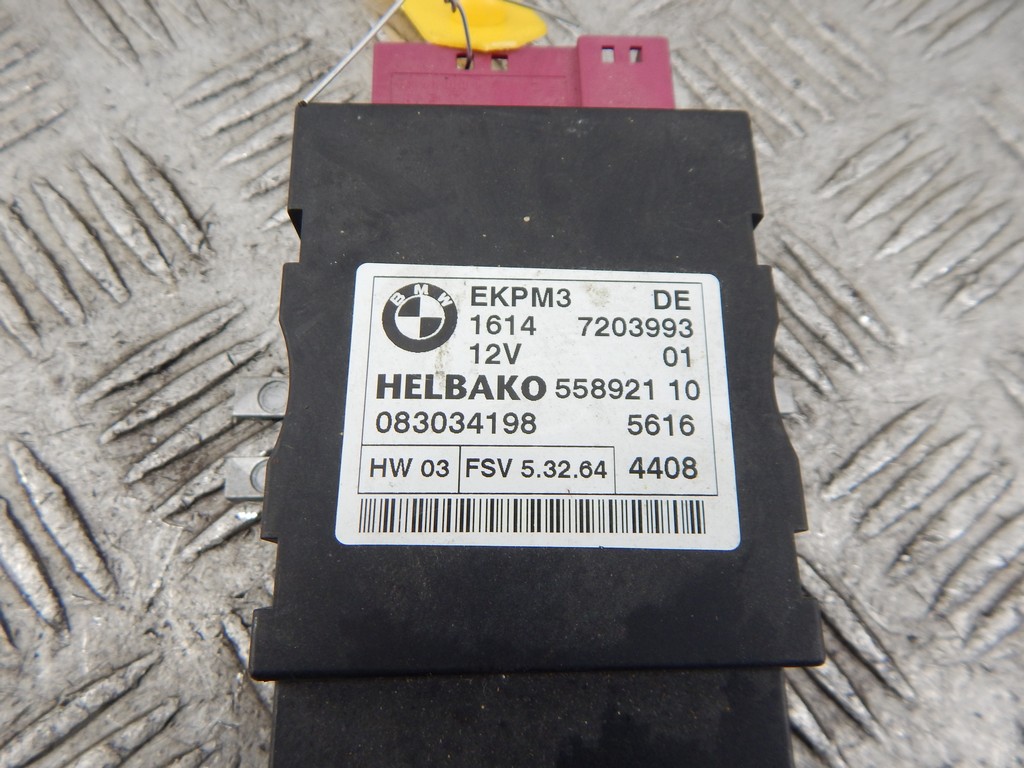 BMW
EKPM3 DE
1614 7203993
12V 01
HELBAKO 558921 10
083034198 5616
HW 03 FSV 5.32.64 4408